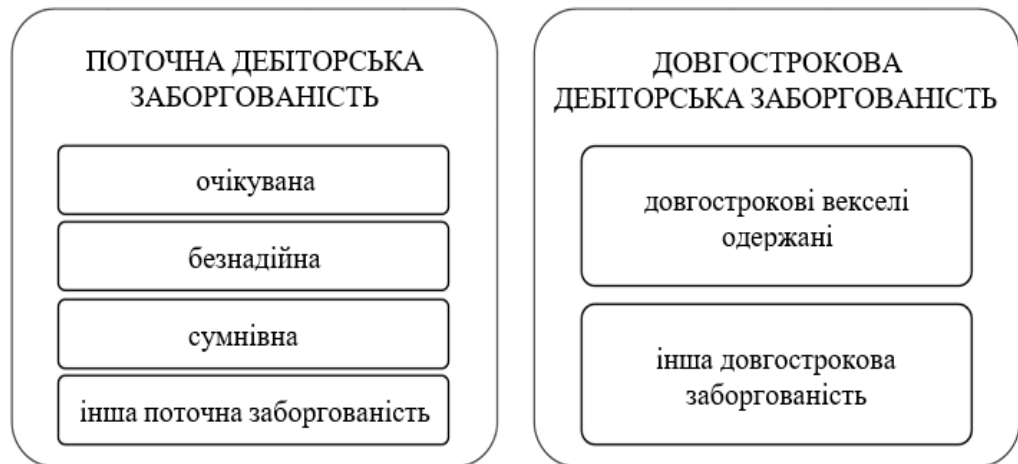 ПОТОЧНА ДЕБІТОРСЬКА
ЗАБОРГОВАНІСТЬ
очікувана
безнадійна
сумнівна
інша поточна заборгованість
ДОВГОСТРОКОВА
ДЕБІТОРСЬКА ЗАБОРГОВАНІСТЬ
довгострокові векселі
одержані
інша довгострокова
заборгованість